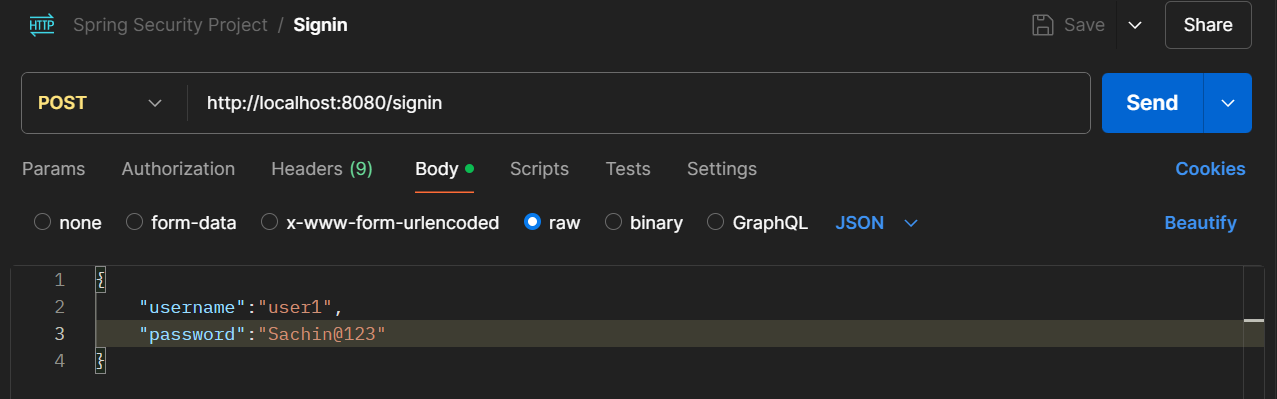 HTTP Spring Security Project / Signin Save Share
POST http://localhost:8080/signin Send
Params Authorization Headers (9) Body Scripts Tests Settings Cookies
none form-data x-www-form-urlencoded raw binary GraphQL JSON Beautify
1 {
2 "username":"user1",
3 "password":"Sachin@123"
4 }